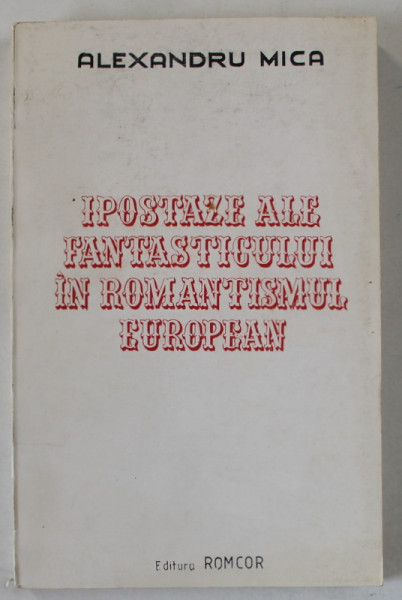 ALEXANDRU MICA
IPOSTAZE ALE
FANTASTICULUI
ÎN ROMANTISMUL
EUROPEAN
Editura ROMCOR